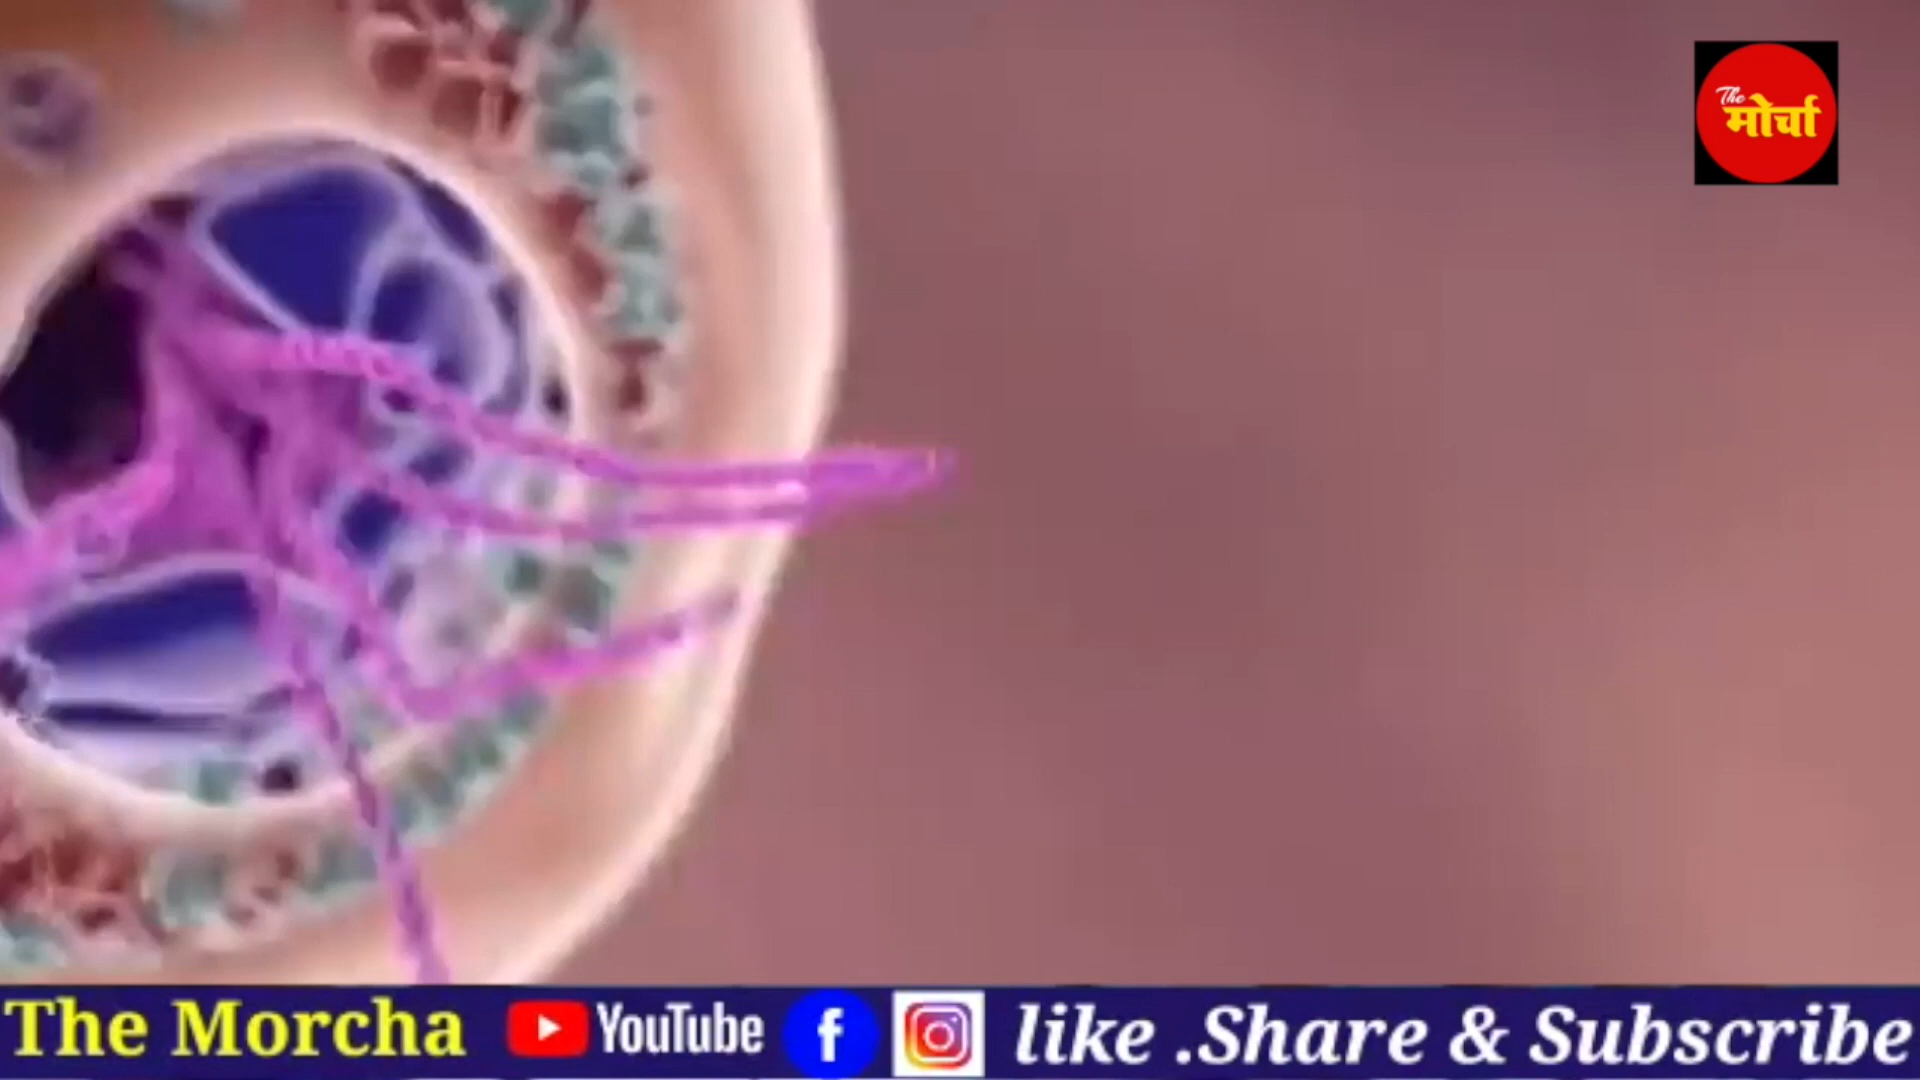 The
मोर्चा
The Morcha YouTube f like .Share & Subscribe